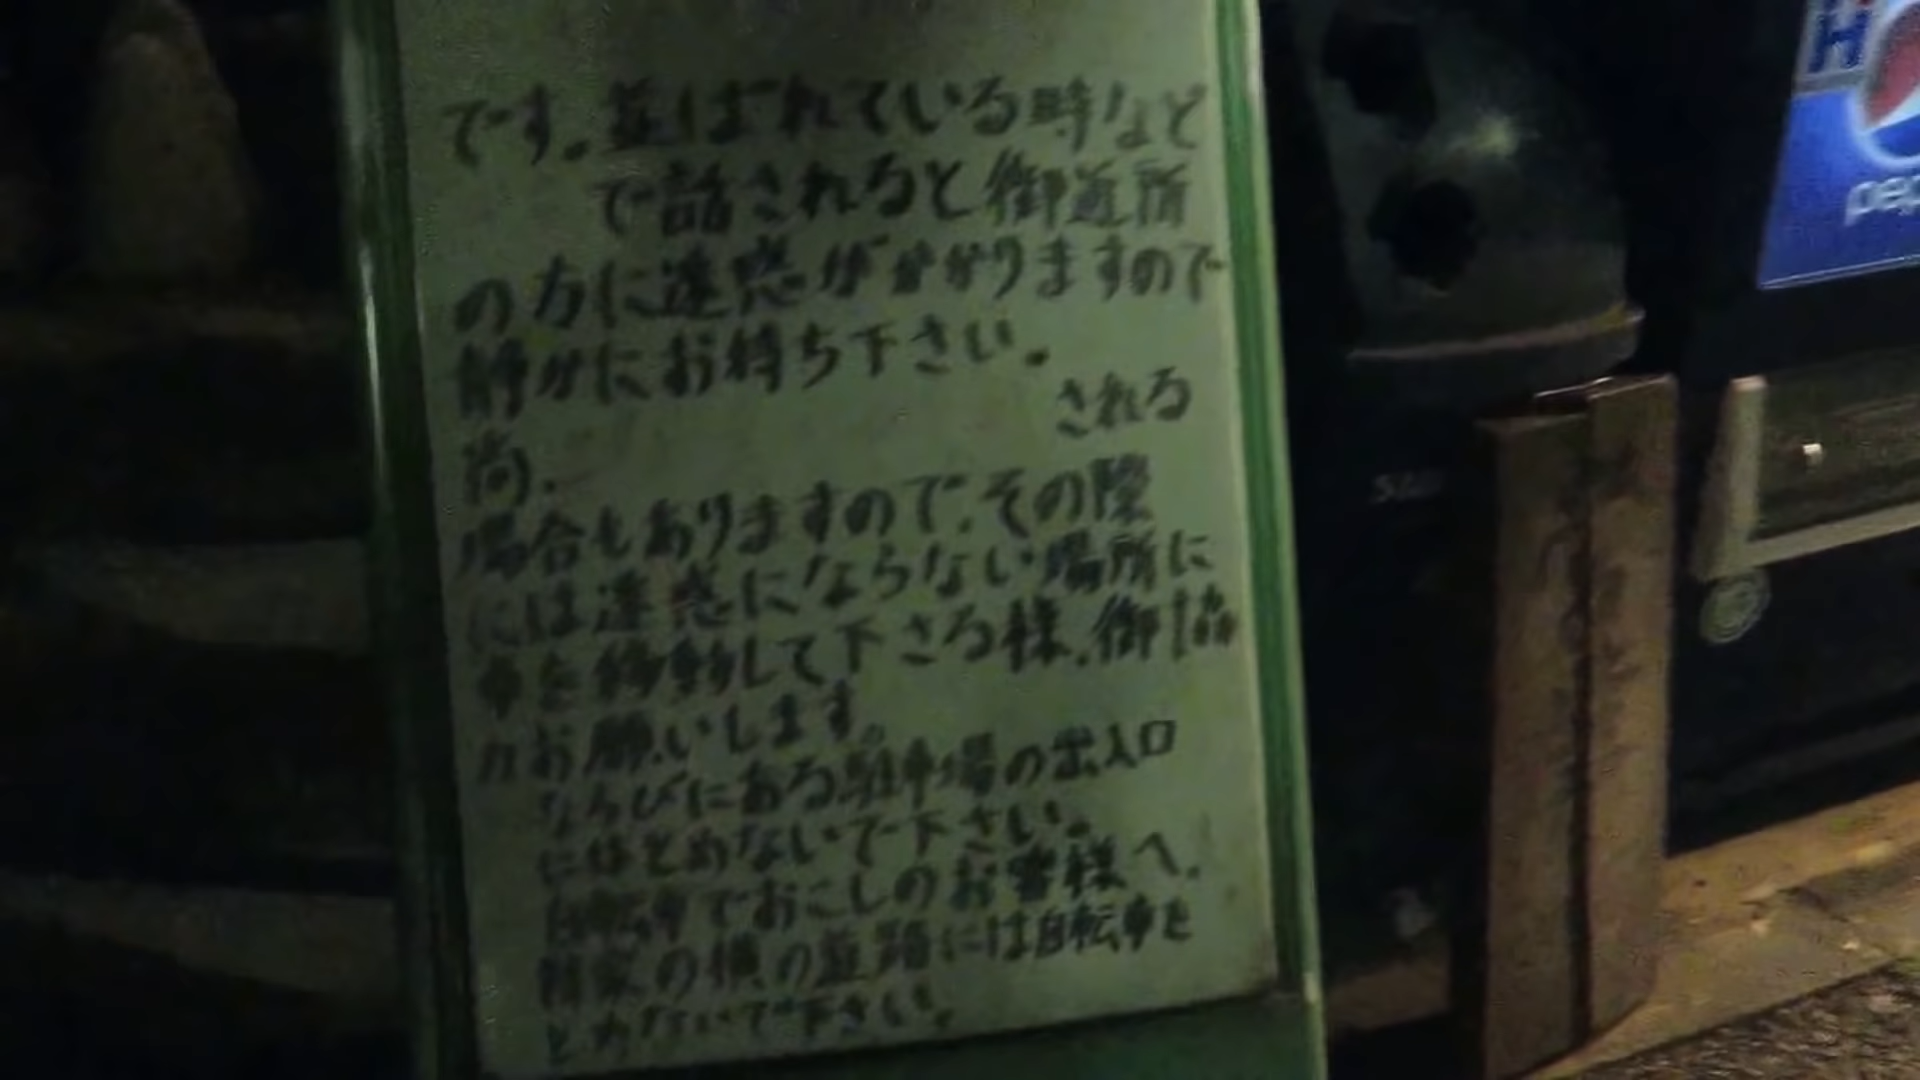 です。並ばれている時など
で話されると御近所
の方に迷惑がかかりますので
静かにお待ち下さい。
される
尚、
場合もありますので、その際
には迷惑にならない場所に
車を移動して下さる様、御協
力お願いします。
ならびにある駐車場の出入口
にはとめないで下さい。
自転車でおこしのお客様へ、
隣家の横の道路には自転車を
とめないで下さい。
pep